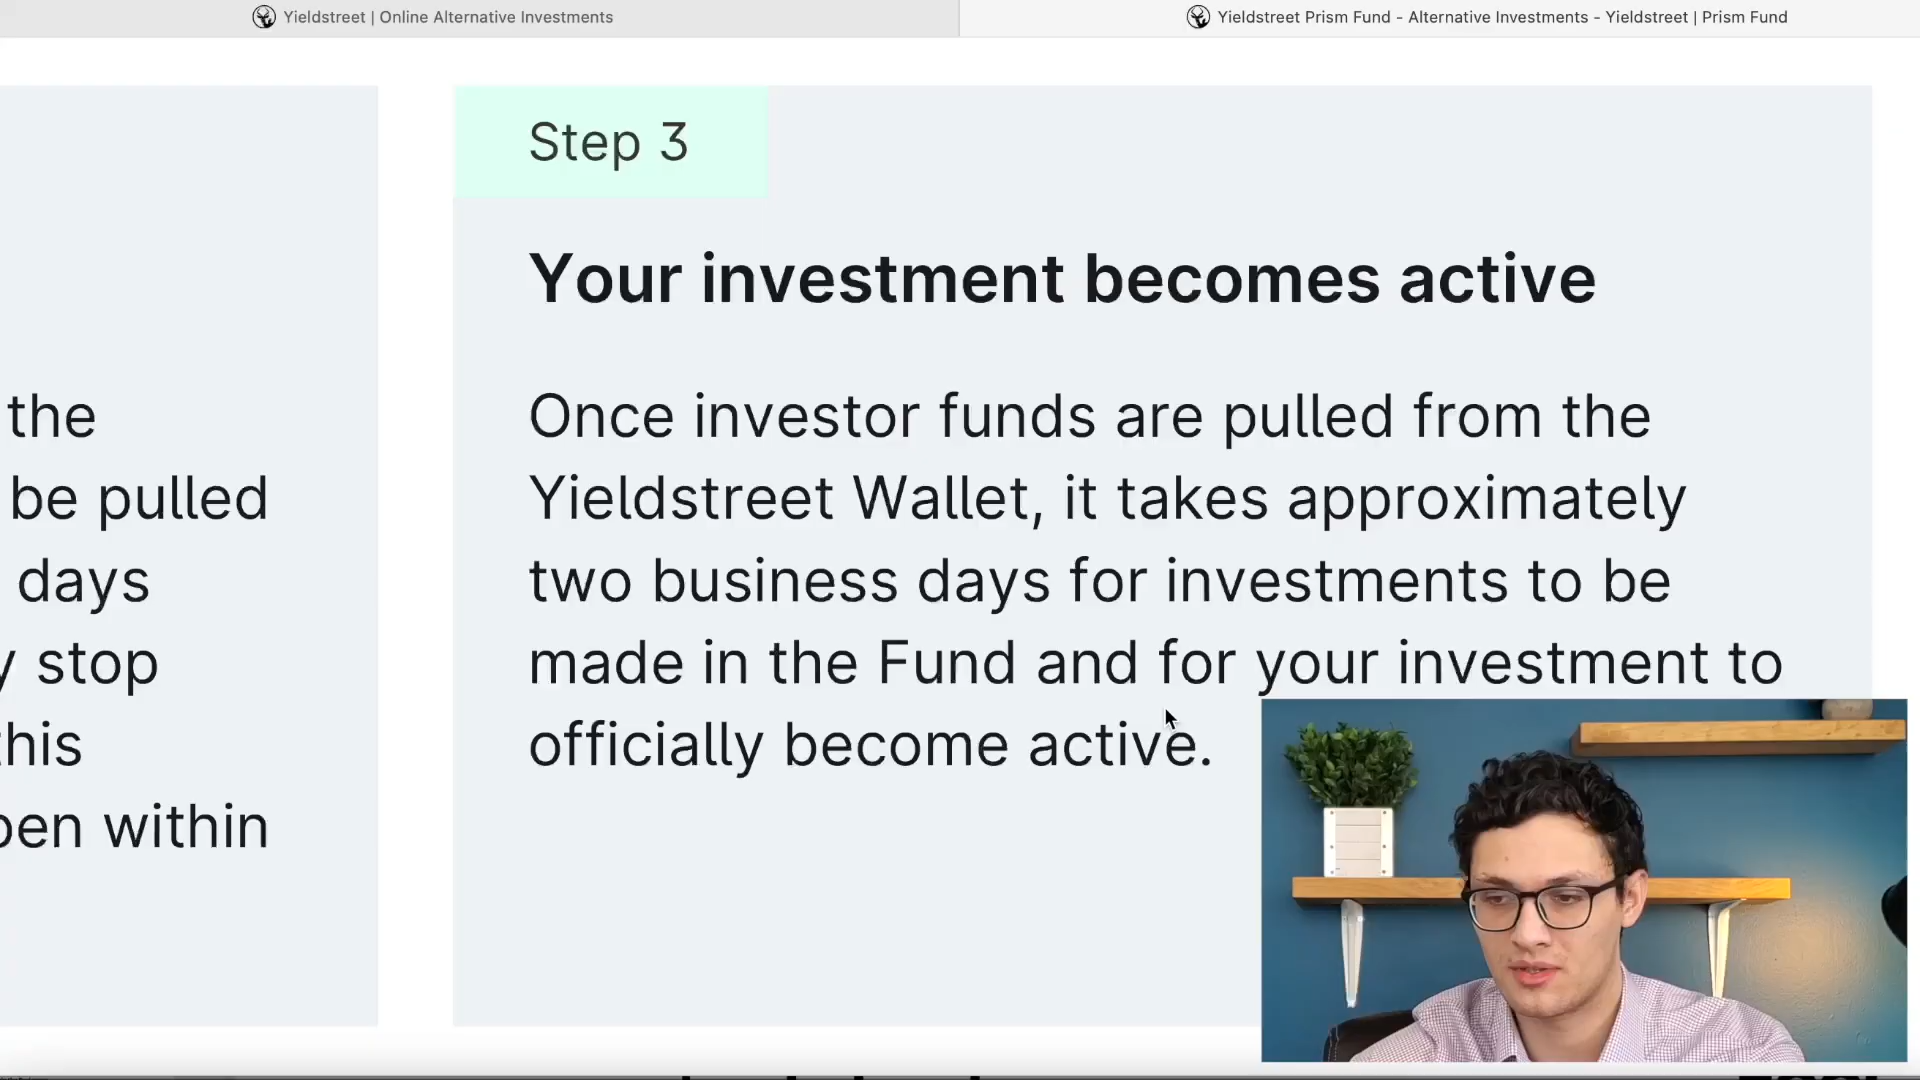 Yieldstreet | Online Alternative Investments
Yieldstreet Prism Fund - Alternative Investments - Yieldstreet | Prism Fund
the
be pulled
days
stop
this
within
Step 3
Your investment becomes active
Once investor funds are pulled from the
Yieldstreet Wallet, it takes approximately
two business days for investments to be
made in the Fund and for your investment to
officially become active.